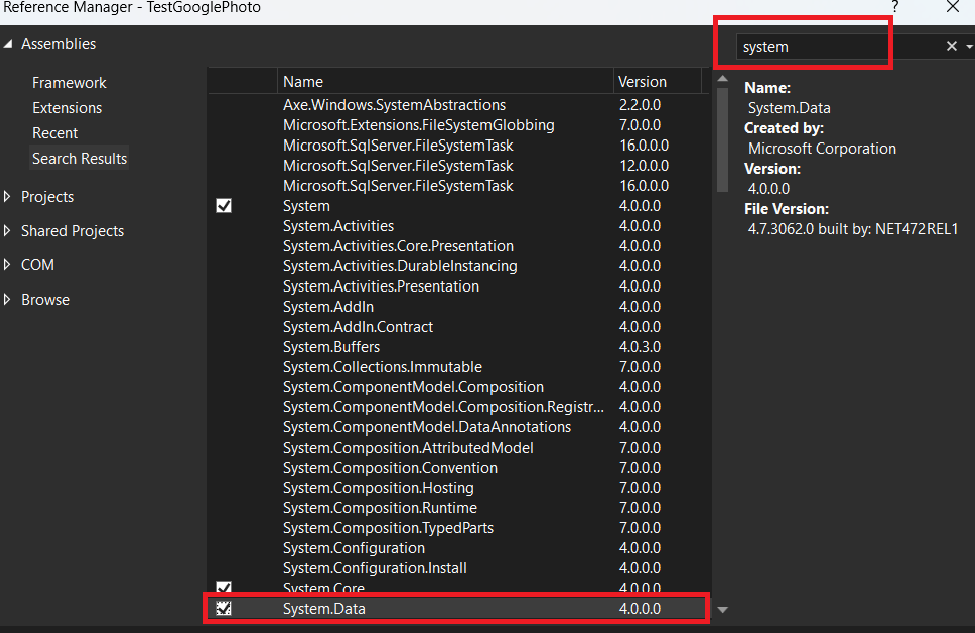 Reference Manager - TestGooglePhoto
?
Assemblies
Framework
Extensions
Recent
Search Results
Projects
Shared Projects
COM
Browse
Name Version
Axe.Windows.SystemAbstractions 2.2.0.0
Microsoft.Extensions.FileSystemGlobbing 7.0.0.0
Microsoft.SqlServer.FileSystemTask 16.0.0.0
Microsoft.SqlServer.FileSystemTask 12.0.0.0
Microsoft.SqlServer.FileSystemTask 16.0.0.0
System 4.0.0.0
System.Activities 4.0.0.0
System.Activities.Core.Presentation 4.0.0.0
System.Activities.DurableInstancing 4.0.0.0
System.Activities.Presentation 4.0.0.0
System.AddIn 4.0.0.0
System.AddIn.Contract 4.0.0.0
System.Buffers 4.0.3.0
System.Collections.Immutable 7.0.0.0
System.ComponentModel.Composition 4.0.0.0
System.ComponentModel.Composition.Registr... 4.0.0.0
System.ComponentModel.DataAnnotations 4.0.0.0
System.Composition.AttributedModel 7.0.0.0
System.Composition.Convention 7.0.0.0
System.Composition.Hosting 7.0.0.0
System.Composition.Runtime 7.0.0.0
System.Composition.TypedParts 7.0.0.0
System.Configuration 4.0.0.0
System.Configuration.Install 4.0.0.0
System.Core 4.0.0.0
System.Data 4.0.0.0
system
Name:
System.Data
Created by:
Microsoft Corporation
Version:
4.0.0.0
File Version:
4.7.3062.0 built by: NET472REL1